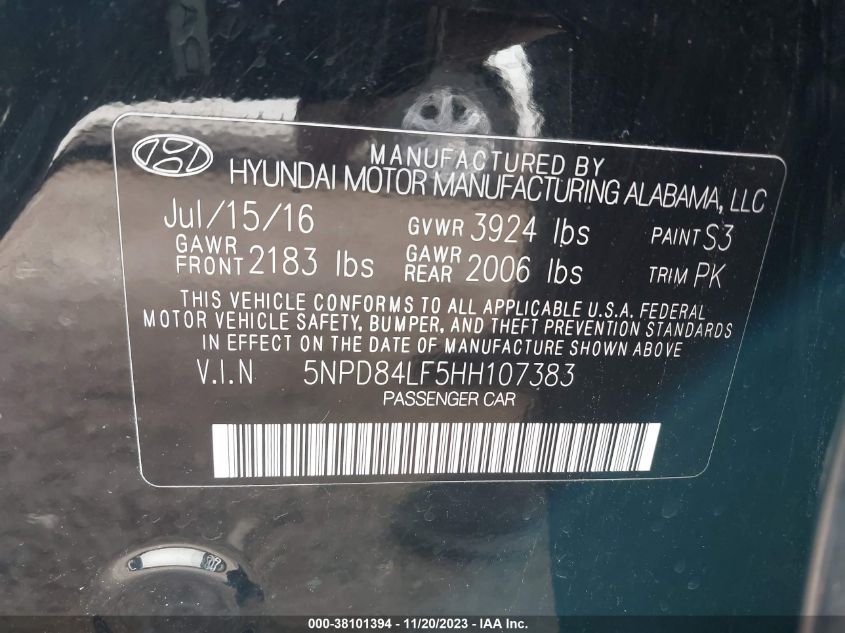 MANUFACTURED BY
HYUNDAI MOTOR MANUFACTURING ALABAMA, LLC
Jul/15/16 GVWR 3924 lbs PAINT S3
GAWR FRONT 2183 lbs GAWR REAR 2006 lbs TRIM PK
THIS VEHICLE CONFORMS TO ALL APPLICABLE U.S.A. FEDERAL
MOTOR VEHICLE SAFETY, BUMPER, AND THEFT PREVENTION STANDARDS
IN EFFECT ON THE DATE OF MANUFACTURE SHOWN ABOVE
V.I.N 5NPD84LF5HH107383
PASSENGER CAR
000-38101394 - 11/20/2023 - Copyright © 2023 IAA, Inc.